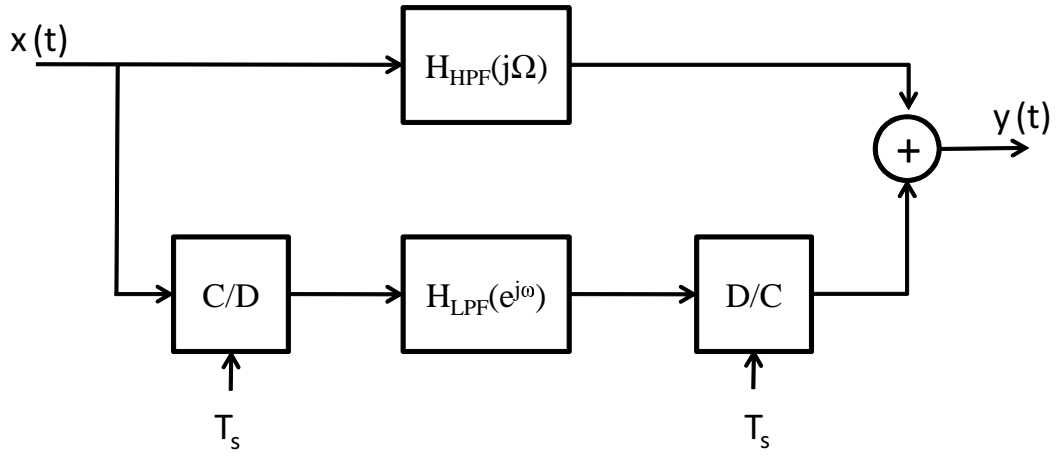 x (t)
H_HPF(jΩ)
+
y (t)
C/D
H_LPF(e^jω)
D/C
T_s
T_s